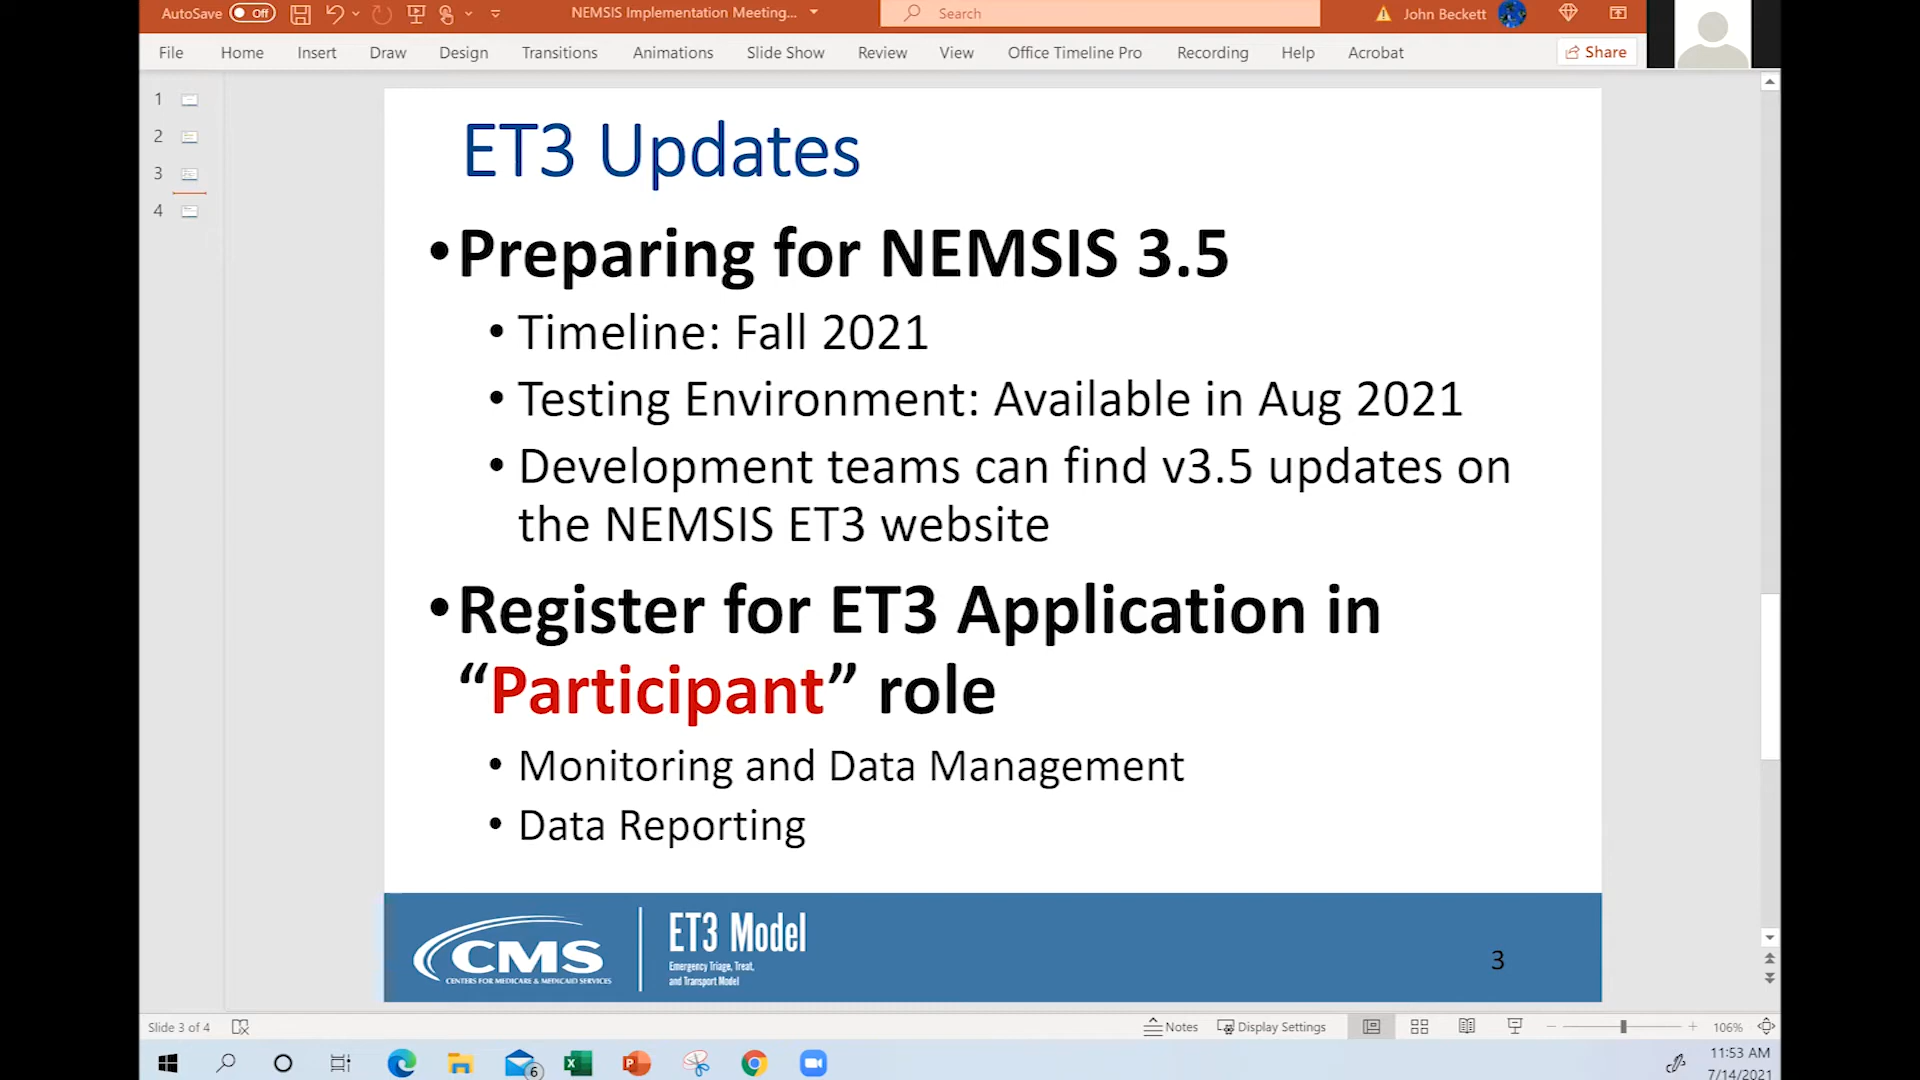 AutoSave Off NEMSIS Implementation Meeting... Search John Beckett
File Home Insert Draw Design Transitions Animations Slide Show Review View Office Timeline Pro Recording Help Acrobat Share
1
2
3
4
ET3 Updates
•Preparing for NEMSIS 3.5
• Timeline: Fall 2021
• Testing Environment: Available in Aug 2021
• Development teams can find v3.5 updates on
the NEMSIS ET3 website
•Register for ET3 Application in
“Participant” role
• Monitoring and Data Management
• Data Reporting
CMS
CENTERS FOR MEDICARE & MEDICAID SERVICES
ET3 Model
Emergency Triage, Treat,
and Transport Model
3
Slide 3 of 4 Notes Display Settings 106%
6
11:53 AM
7/14/2021